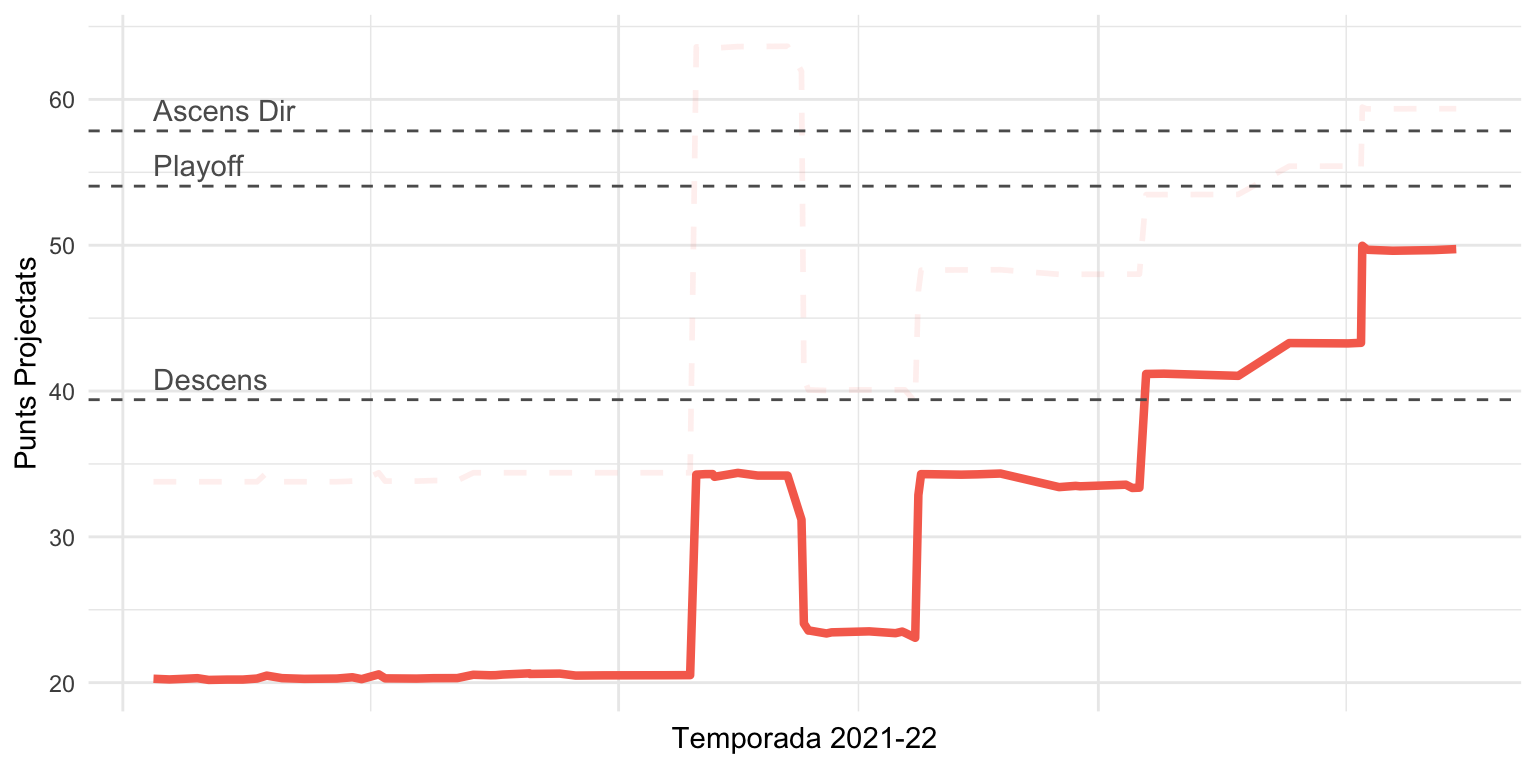 60
Ascens Dir
Playoff
50
40
Descens
30
20
Punts Projectats
Temporada 2021-22